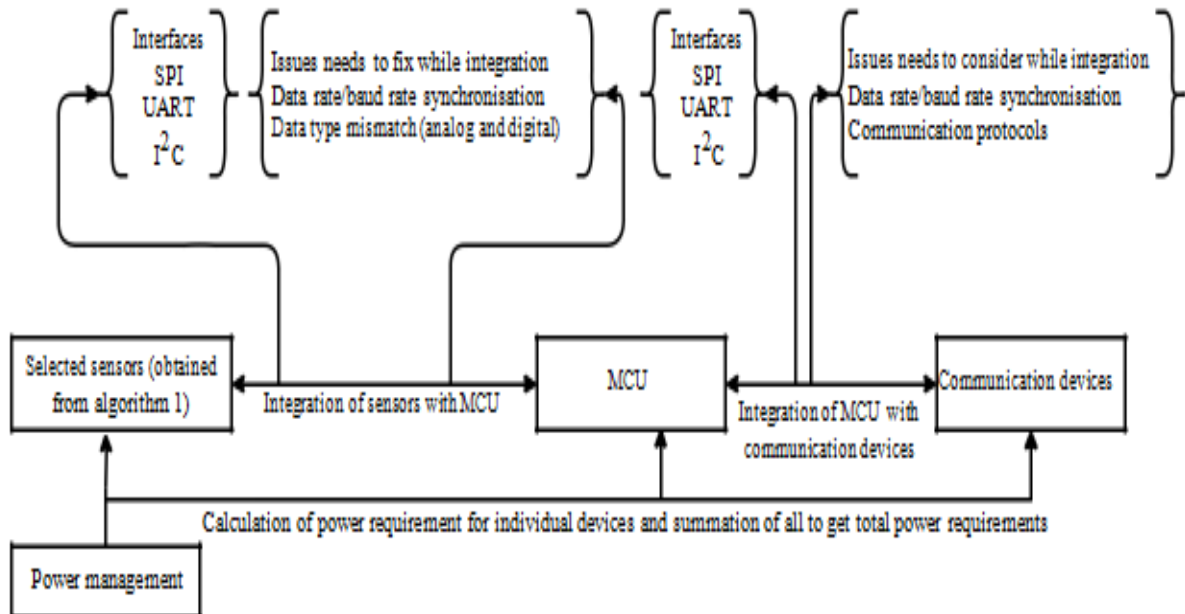 Interfaces
SPI
UART
I²C
Issues needs to fix while integration
Data rate/baud rate synchronisation
Data type mismatch (analog and digital)
Interfaces
SPI
UART
I²C
Issues needs to consider while integration
Data rate/baud rate synchronisation
Communication protocols
Selected sensors (obtained
from algorithm 1)
Integration of sensors with MCU
MCU
Integration of MCU with
communication devices
Communication devices
Calculation of power requirement for individual devices and summation of all to get total power requirements
Power management